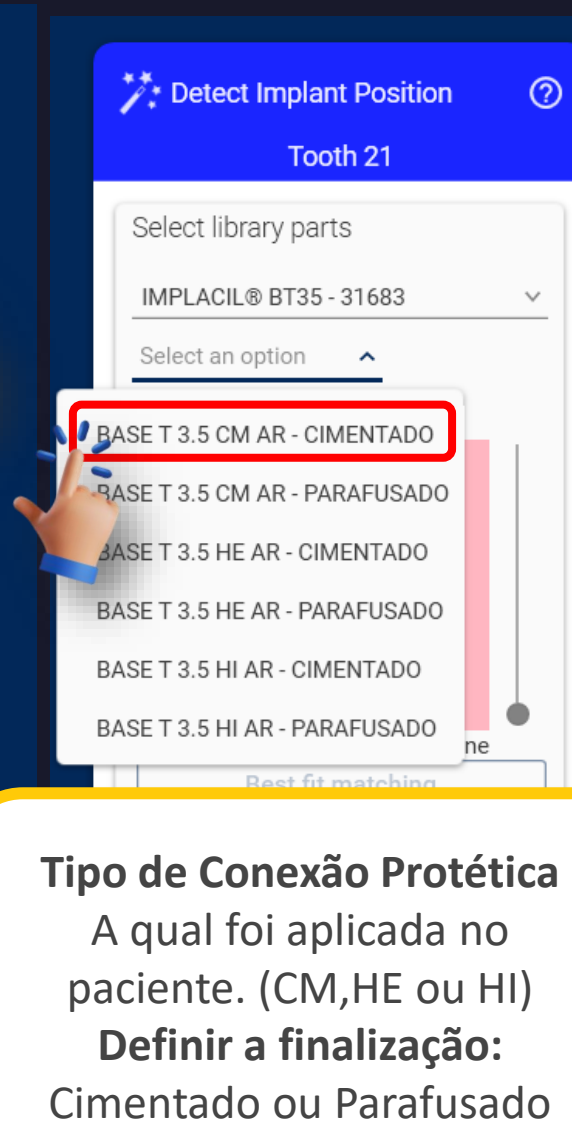 Detect Implant Position
Tooth 21
Select library parts
IMPLACIL® BT35 - 31683
Select an option
BASE T 3.5 CM AR - CIMENTADO
BASE T 3.5 CM AR - PARAFUSADO
BASE T 3.5 HE AR - CIMENTADO
BASE T 3.5 HE AR - PARAFUSADO
BASE T 3.5 HI AR - CIMENTADO
BASE T 3.5 HI AR - PARAFUSADO
ne
Best fit matching
Tipo de Conexão Protética
A qual foi aplicada no
paciente. (CM,HE ou HI)
Definir a finalização:
Cimentado ou Parafusado